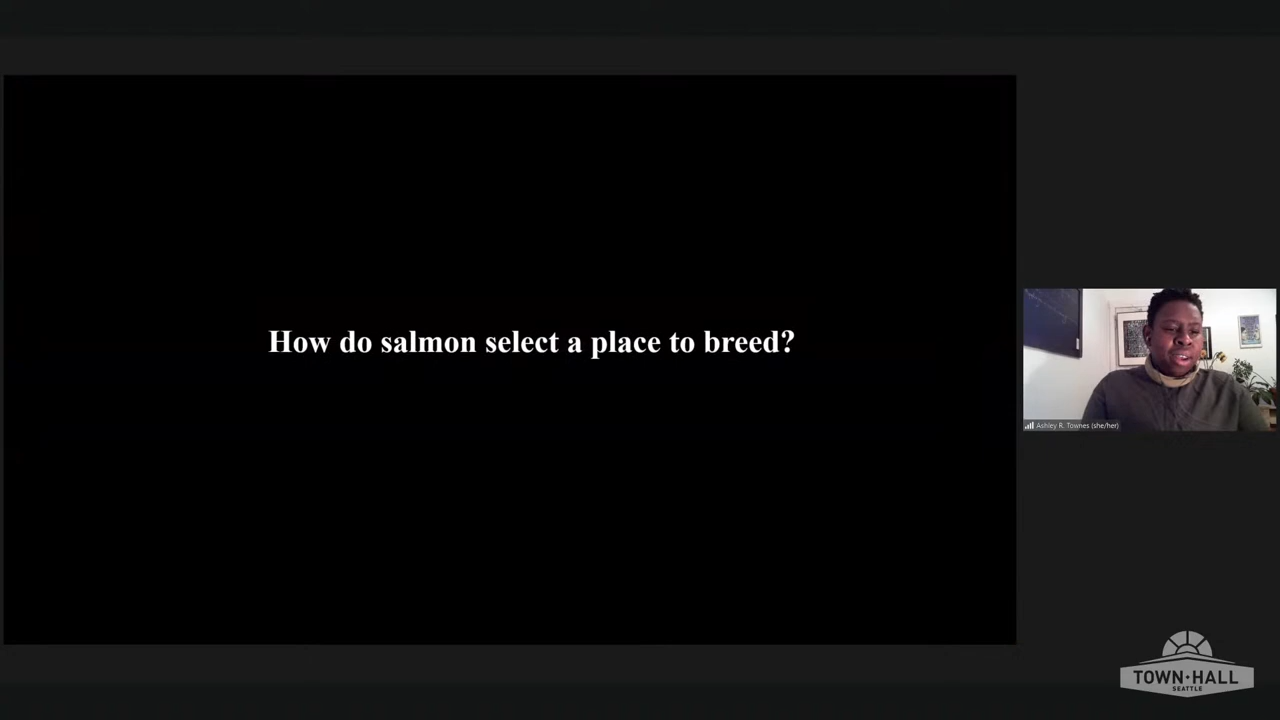 How do salmon select a place to breed?
Ashley R. Townes (she/her)
TOWN·HALL
SEATTLE